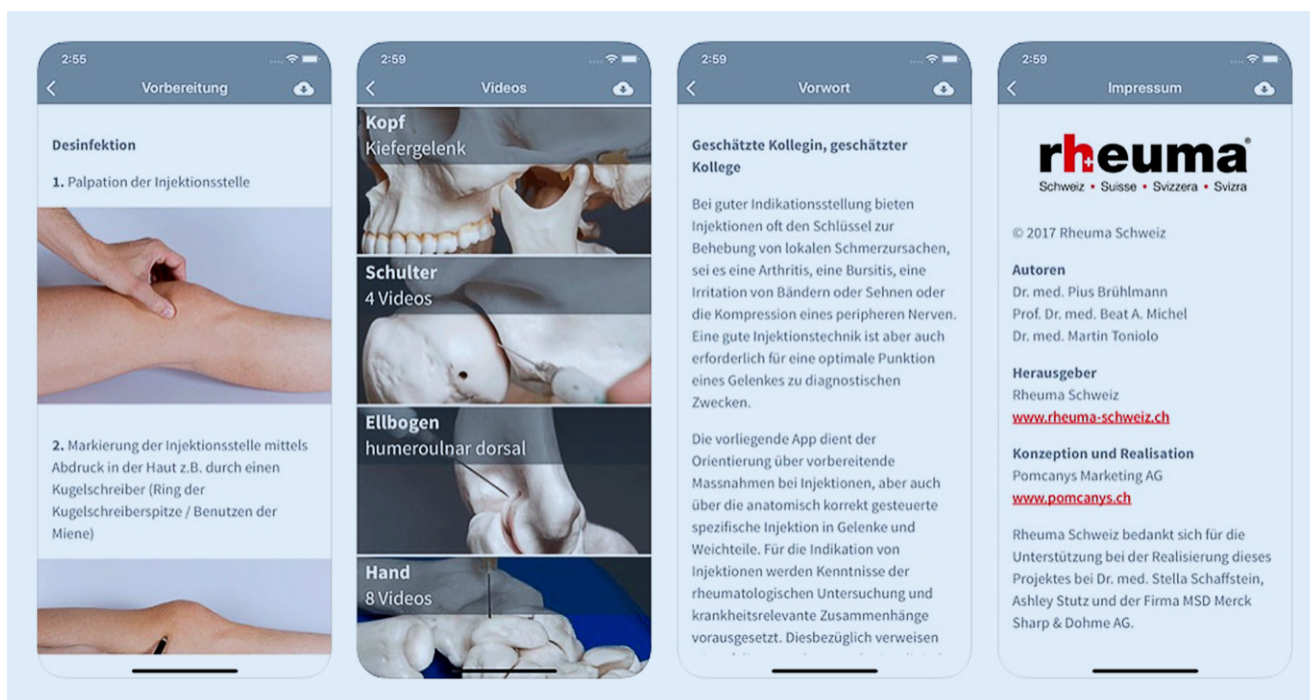 2:55
Vorbereitung
Desinfektion
1. Palpation der Injektionsstelle
2. Markierung der Injektionsstelle mittels
Abdruck in der Haut z.B. durch einen
Kugelschreiber (Ring der
Kugelschreiberspitze / Benutzen der
Miene)
2:59
Videos
Kopf
Kiefergelenk
Schulter
4 Videos
Ellbogen
humeroulnar dorsal
Hand
8 Videos
2:59
Vorwort
Geschätzte Kollegin, geschätzter
Kollege
Bei guter Indikationsstellung bieten
Injektionen oft den Schlüssel zur
Behebung von lokalen Schmerzursachen,
sei es eine Arthritis, eine Bursitis, eine
Irritation von Bändern oder Sehnen oder
die Kompression eines peripheren Nerven.
Eine gute Injektionstechnik ist aber auch
erforderlich für eine optimale Punktion
eines Gelenkes zu diagnostischen
Zwecken.
Die vorliegende App dient der
Orientierung über vorbereitende
Massnahmen bei Injektionen, aber auch
über die anatomisch korrekt gesteuerte
spezifische Injektion in Gelenke und
Weichteile. Für die Indikation von
Injektionen werden Kenntnisse der
rheumatologischen Untersuchung und
krankheitsrelevante Zusammenhänge
vorausgesetzt. Diesbezüglich verweisen
2:59
Impressum
rheuma®
Schweiz • Suisse • Svizzera • Svizra
© 2017 Rheuma Schweiz
Autoren
Dr. med. Pius Brühlmann
Prof. Dr. med. Beat A. Michel
Dr. med. Martin Toniolo
Herausgeber
Rheuma Schweiz
www.rheuma-schweiz.ch
Konzeption und Realisation
Pomcanys Marketing AG
www.pomcanys.ch
Rheuma Schweiz bedankt sich für die
Unterstützung bei der Realisierung dieses
Projektes bei Dr. med. Stella Schaffstein,
Ashley Stutz und der Firma MSD Merck
Sharp & Dohme AG.